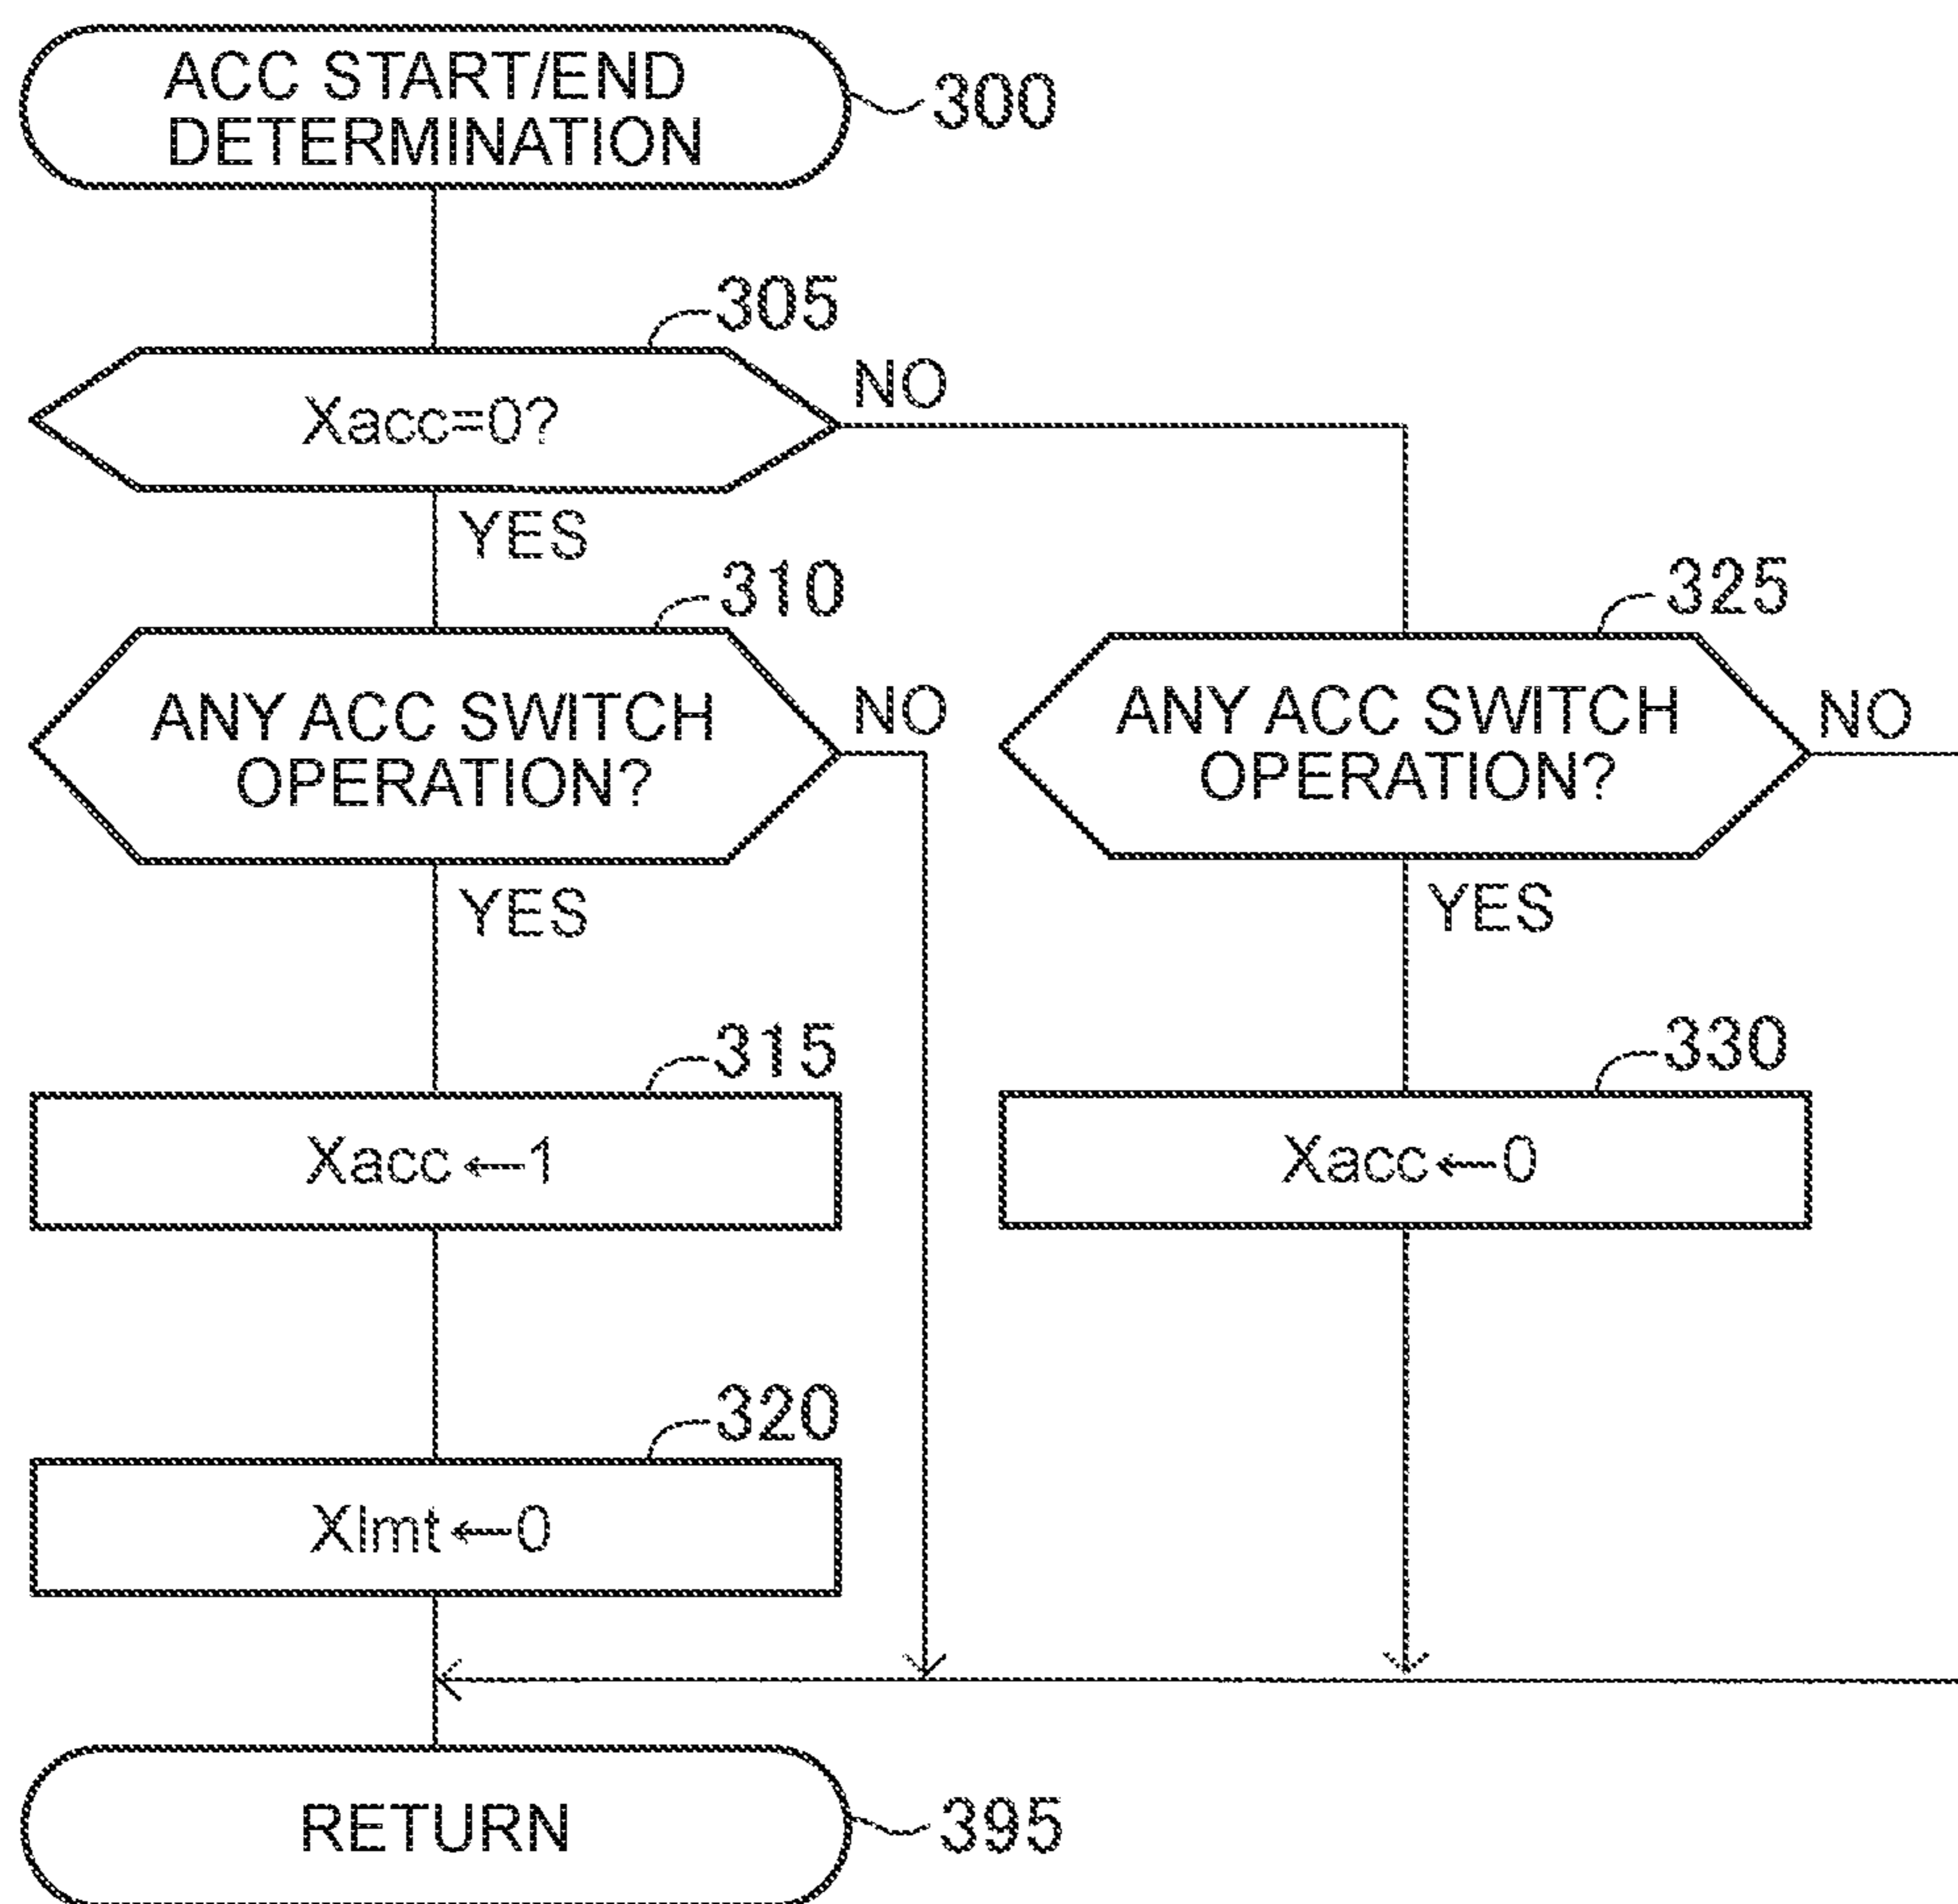 ACC START/END
DETERMINATION
300
305
Xacc=0?
NO
YES
310
ANY ACC SWITCH
OPERATION?
NO
YES
325
ANY ACC SWITCH
OPERATION?
NO
YES
315
Xacc←1
330
Xacc←0
320
Xlmt←0
RETURN
395